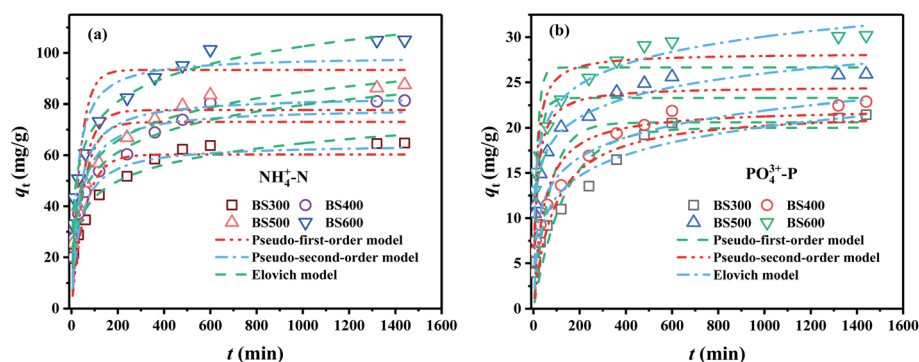 (a)
120
100
80
60
40
20
0
qt (mg/g)
NH₄⁺-N
BS300 BS400
BS500 BS600
Pseudo-first-order model
Pseudo-second-order model
Elovich model
0 200 400 600 800 1000 1200 1400 1600
t (min)
(b)
30
25
20
15
10
5
0
qt (mg/g)
PO₄³⁺-P
BS300 BS400
BS500 BS600
Pseudo-first-order model
Pseudo-second-order model
Elovich model
0 200 400 600 800 1000 1200 1400 1600
t (min)